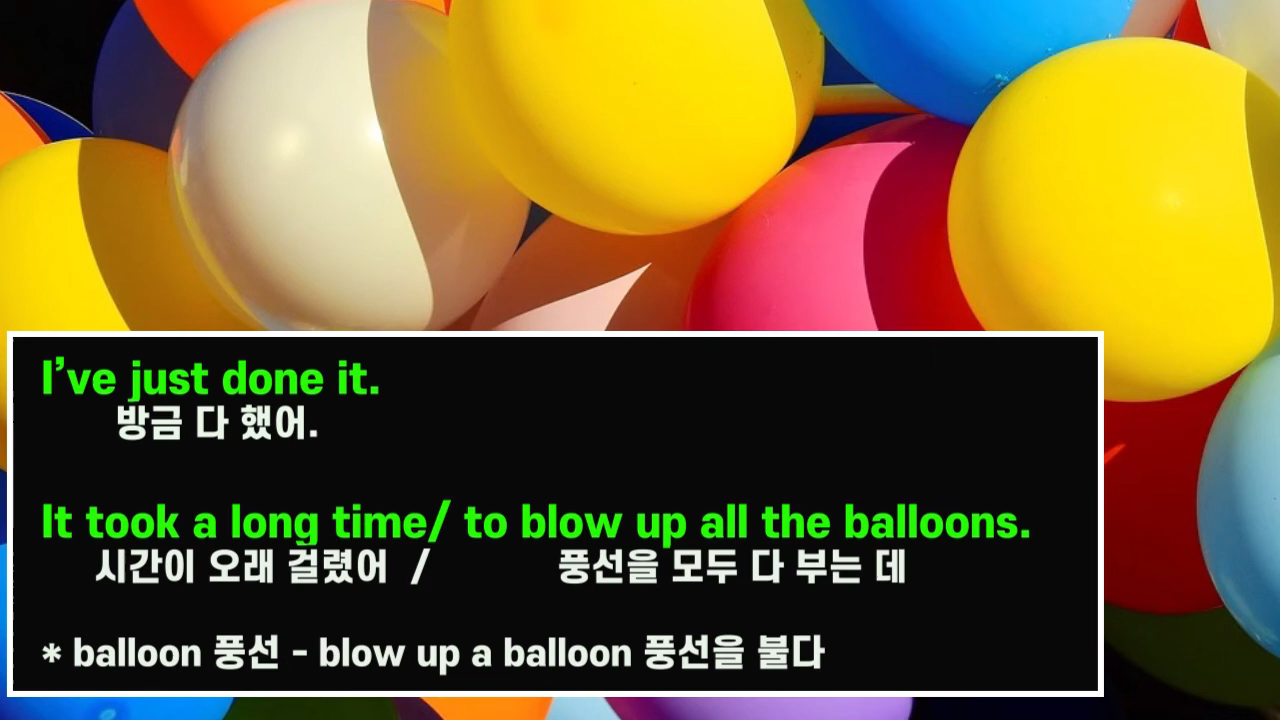 I’ve just done it.
방금 다 했어.
It took a long time/ to blow up all the balloons.
시간이 오래 걸렸어 / 풍선을 모두 다 부는 데
* balloon 풍선 - blow up a balloon 풍선을 불다